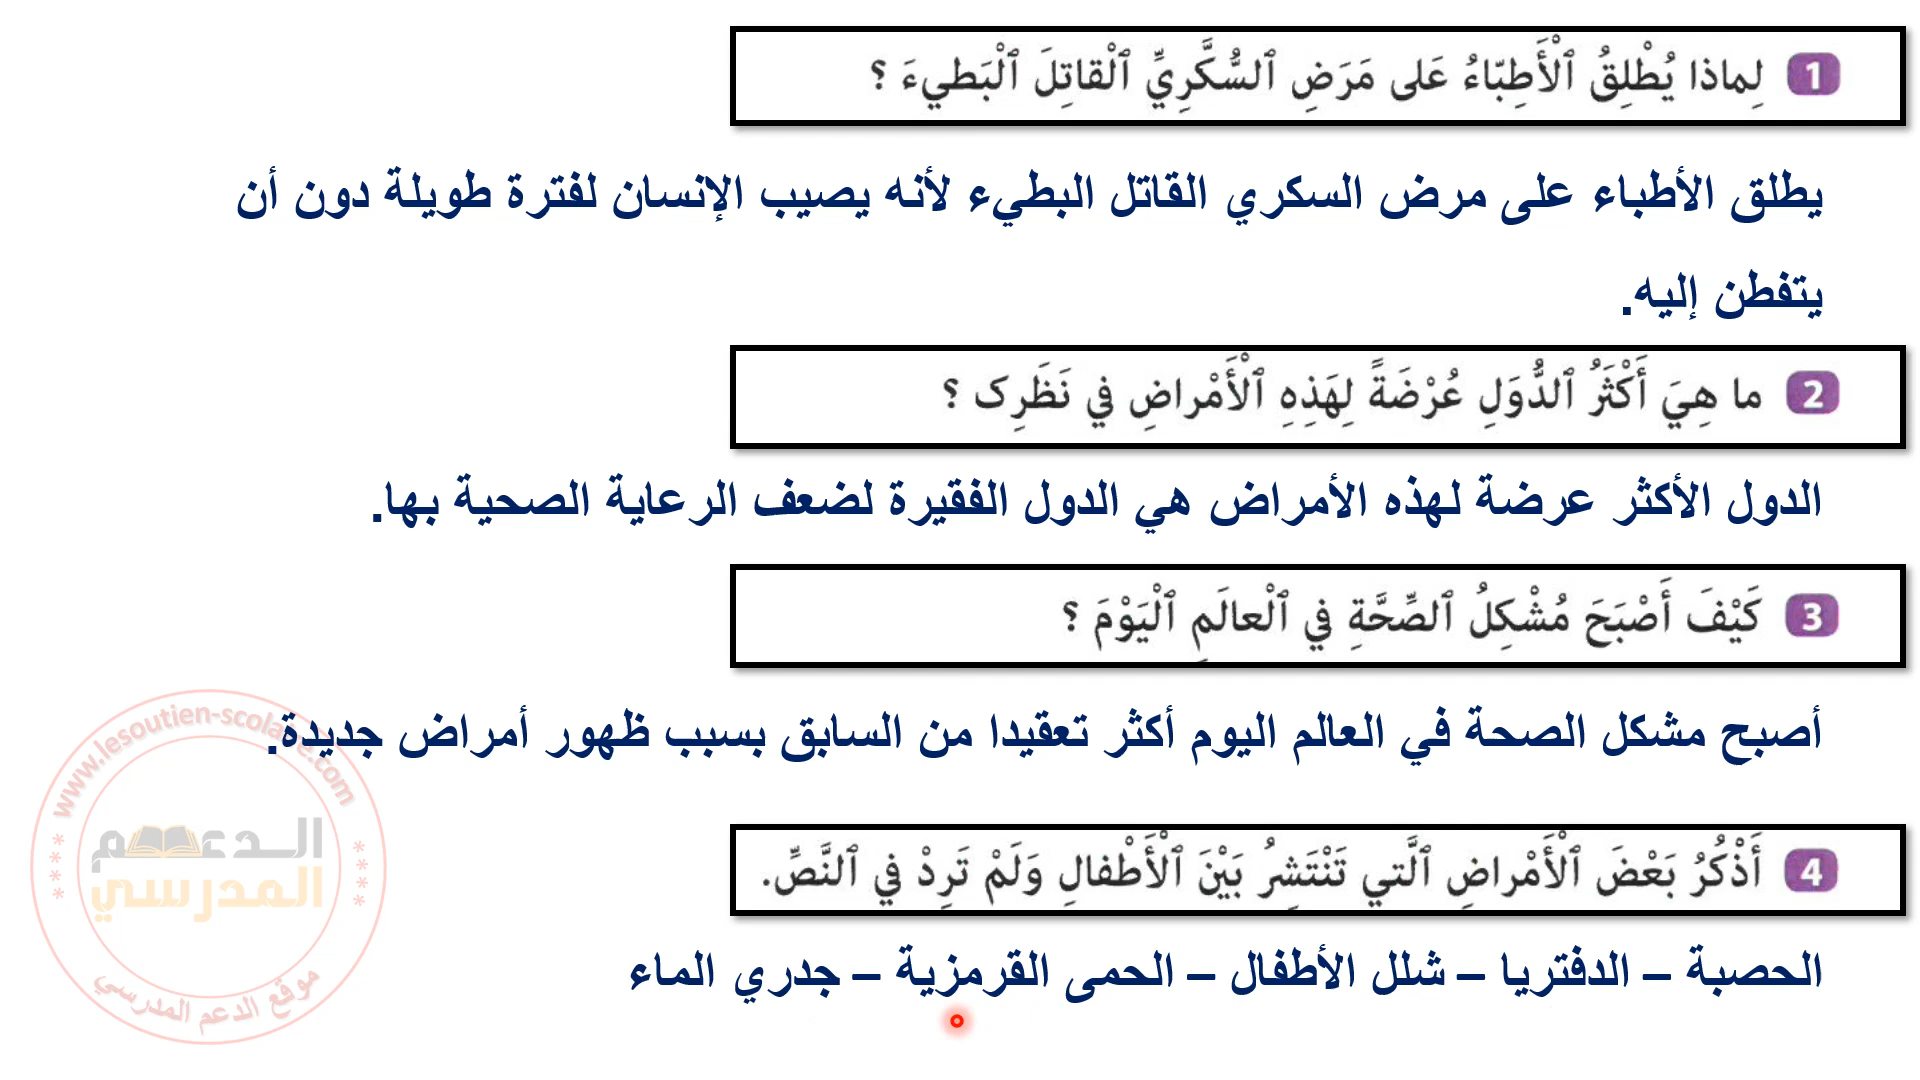 1 لِماذا يُطْلِقُ ٱلْأَطِبّاءُ عَلى مَرَضِ ٱلسُّكَّرِيِّ ٱلْقاتِلَ ٱلْبَطيءَ ؟
يطلق الأطباء على مرض السكري القاتل البطيء لأنه يصيب الإنسان لفترة طويلة دون أن
يتفطن إليه.
2 ما هِيَ أَكْثَرُ ٱلدُّوَلِ عُرْضَةً لِهَذِهِ ٱلْأَمْراضِ في نَظَرِک ؟
الدول الأكثر عرضة لهذه الأمراض هي الدول الفقيرة لضعف الرعاية الصحية بها.
3 كَيْفَ أَصْبَحَ مُشْكِلُ ٱلصِّحَّةِ في ٱلْعالَمِ ٱلْيَوْمَ ؟
أصبح مشكل الصحة في العالم اليوم أكثر تعقيدا من السابق بسبب ظهور أمراض جديدة.
4 أَذْكُرُ بَعْضَ ٱلْأَمْراضِ ٱلَّتي تَنْتَشِرُ بَيْنَ ٱلْأَطْفالِ وَلَمْ تَرِدْ في ٱلنَّصِّ.
الحصبة – الدفتريا – شلل الأطفال – الحمى القرمزية – جدري الماء
www.lesoutien-scolaire.com
الـدعـم
المدرسي
موقع الدعم المدرسي